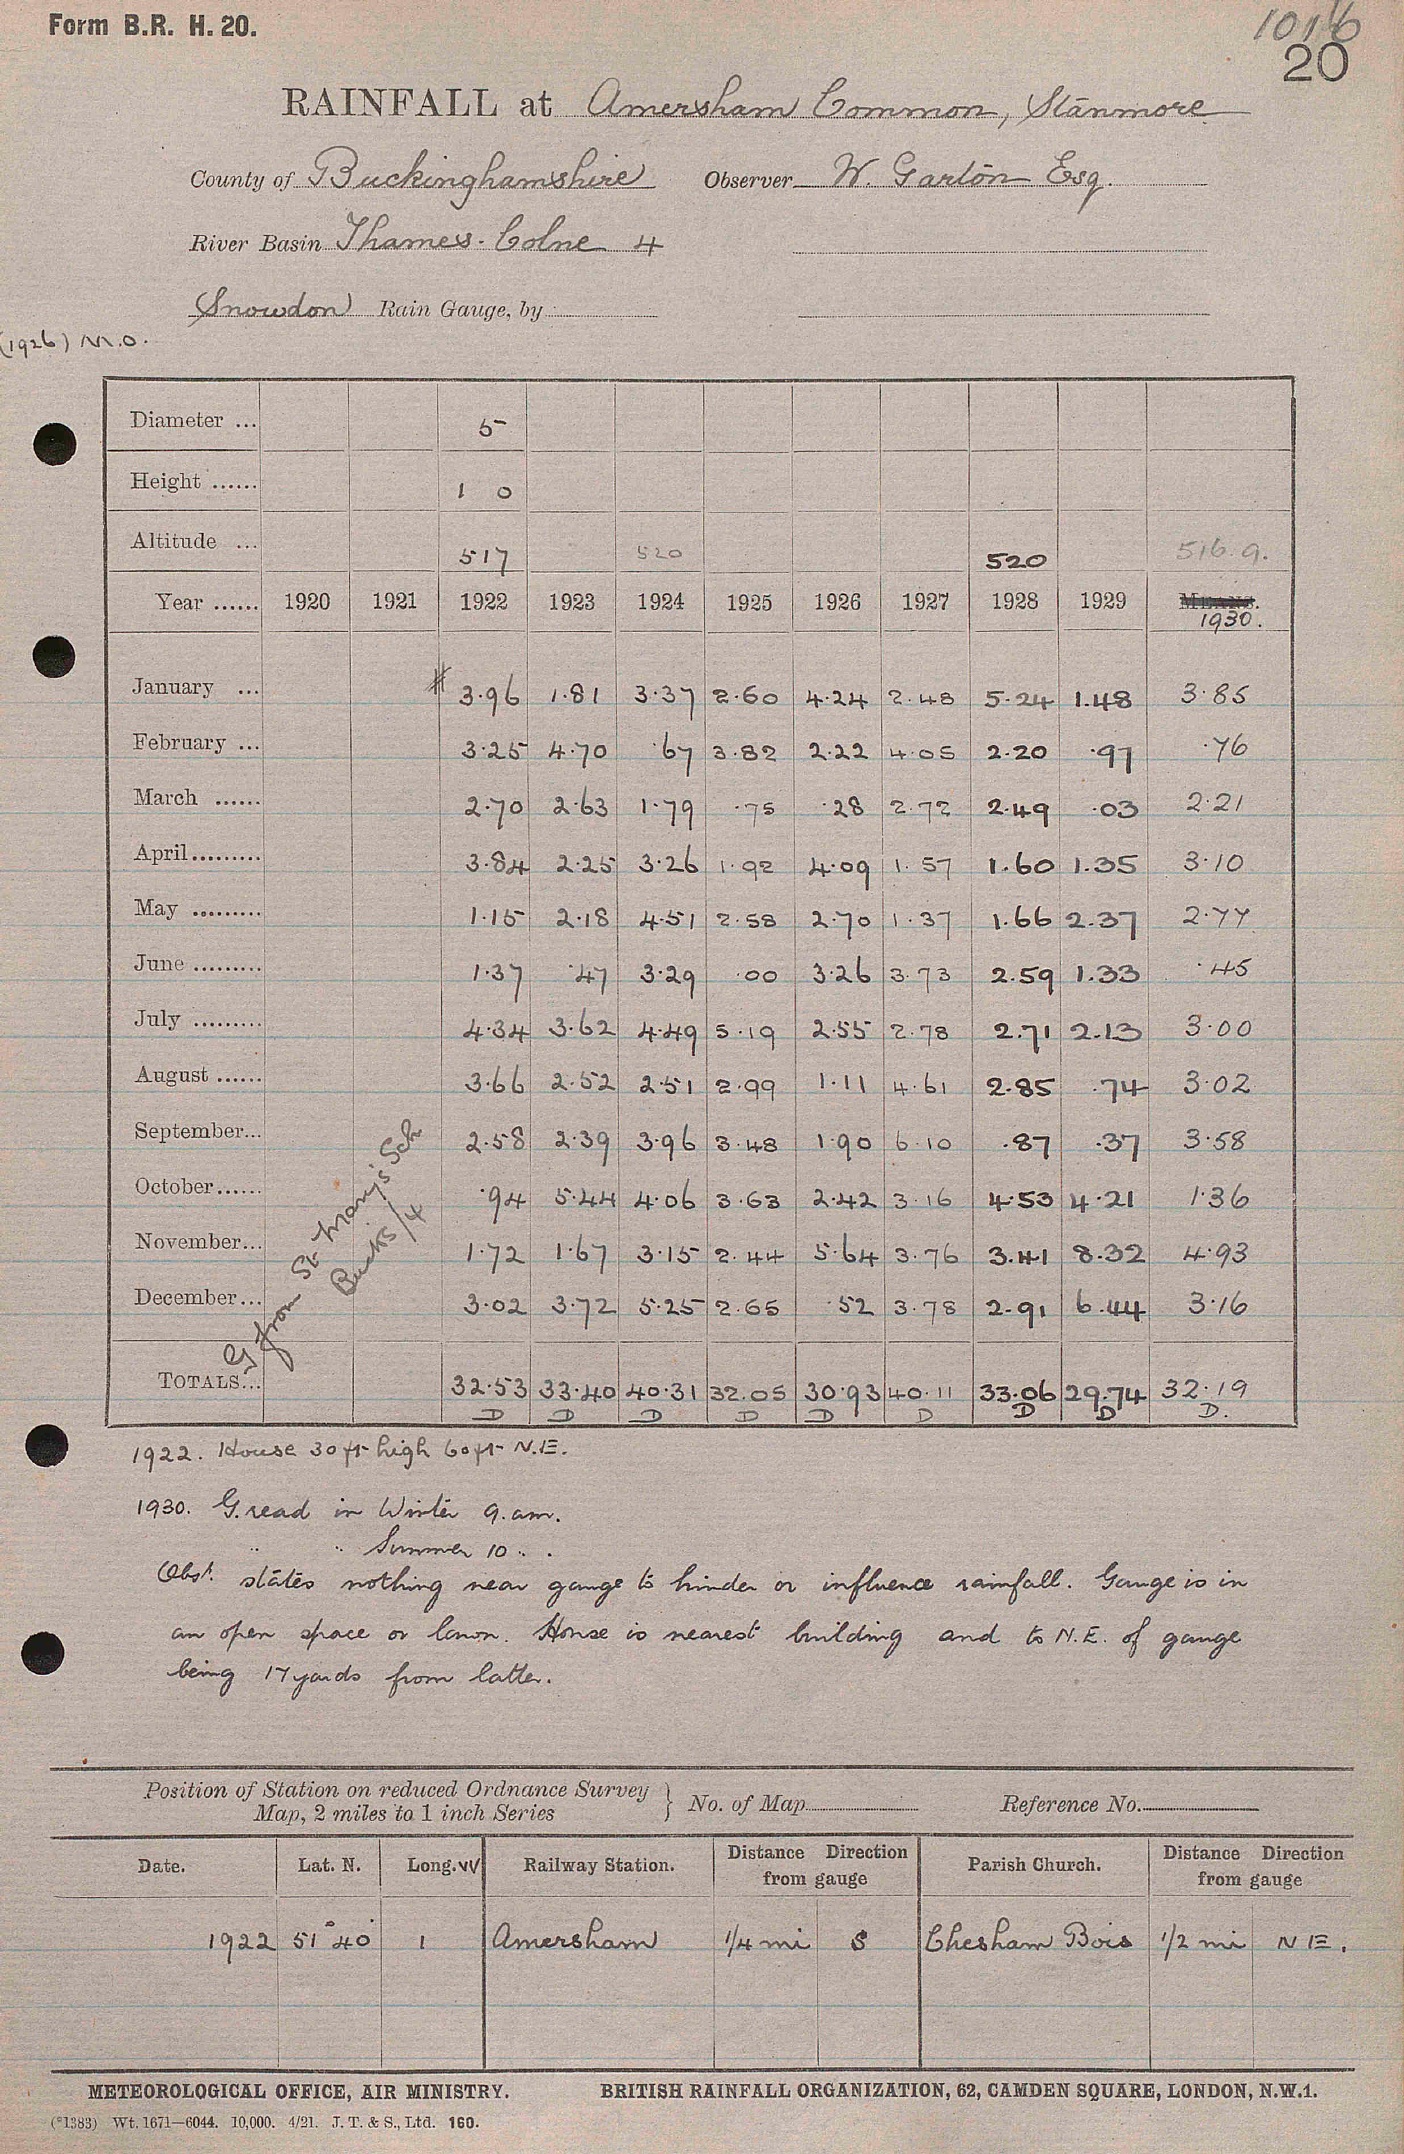 Form B.R. H. 20.
1016
20
RAINFALL at Amersham Common, Stanmore
County of Buckinghamshire Observer W. Garton Esq.
River Basin Thames. Colne 4
Snowdon Rain Gauge, by
(1926) M.O.
Diameter ... 5
Height ...... 1 0
Altitude ... 517 520 520 516.9.
Year ...... 1920 1921 1922 1923 1924 1925 1926 1927 1928 1929 MEANS.
1930.
January ... 3.96 1.81 3.37 2.60 4.24 2.48 5.24 1.48 3.85
February ... 3.25 4.70 .67 3.82 2.22 4.05 2.20 .97 .76
March ...... 2.70 2.63 1.79 .75 .28 2.72 2.49 .03 2.21
April......... 3.84 2.25 3.26 1.92 4.09 1.57 1.60 1.35 3.10
May ......... 1.15 2.18 4.51 2.58 2.70 1.37 1.66 2.37 2.77
June ......... 1.37 .47 3.29 .00 3.26 3.73 2.59 1.33 .45
July ......... 4.34 3.62 4.49 5.19 2.55 2.78 2.71 2.13 3.00
August ...... 3.66 2.52 2.51 2.99 1.11 4.61 2.85 .74 3.02
September... 2.58 2.39 3.96 3.48 1.90 6.10 .87 .37 3.58
October...... .94 5.44 4.06 3.63 2.42 3.16 4.53 4.21 1.36
November... 1.72 1.67 3.15 2.44 5.64 3.76 3.41 8.32 4.93
December... 3.02 3.72 5.25 2.65 .52 3.78 2.91 6.44 3.16
G from St Mary's Sch
Bucks/4
TOTALS... 32.53 33.40 40.31 32.05 30.93 40.11 33.06 29.74 32.19
D D D D D D D D D.
1922. House 30 ft high 60 ft N.E.
1930. G. read in Winter 9. am.
" " Summer 10 " .
Obsr. states nothing near gauge to hinder or influence rainfall. Gauge is in
an open space or lawn. House is nearest building and to N.E. of gauge
being 17 yards from latter.
Position of Station on reduced Ordnance Survey
Map, 2 miles to 1 inch Series } No. of Map Reference No.
Date. Lat. N. Long. W Railway Station. Distance Direction from gauge Parish Church. Distance Direction from gauge
1922 51° 40' 1 Amersham 1/4 mi S Chesham Bois 1/2 mi N E.
METEOROLOGICAL OFFICE, AIR MINISTRY. BRITISH RAINFALL ORGANIZATION, 62, CAMDEN SQUARE, LONDON, N.W.1.
(*1383) Wt. 1671—6044. 10,000. 4/21. J. T. & S., Ltd. 160.